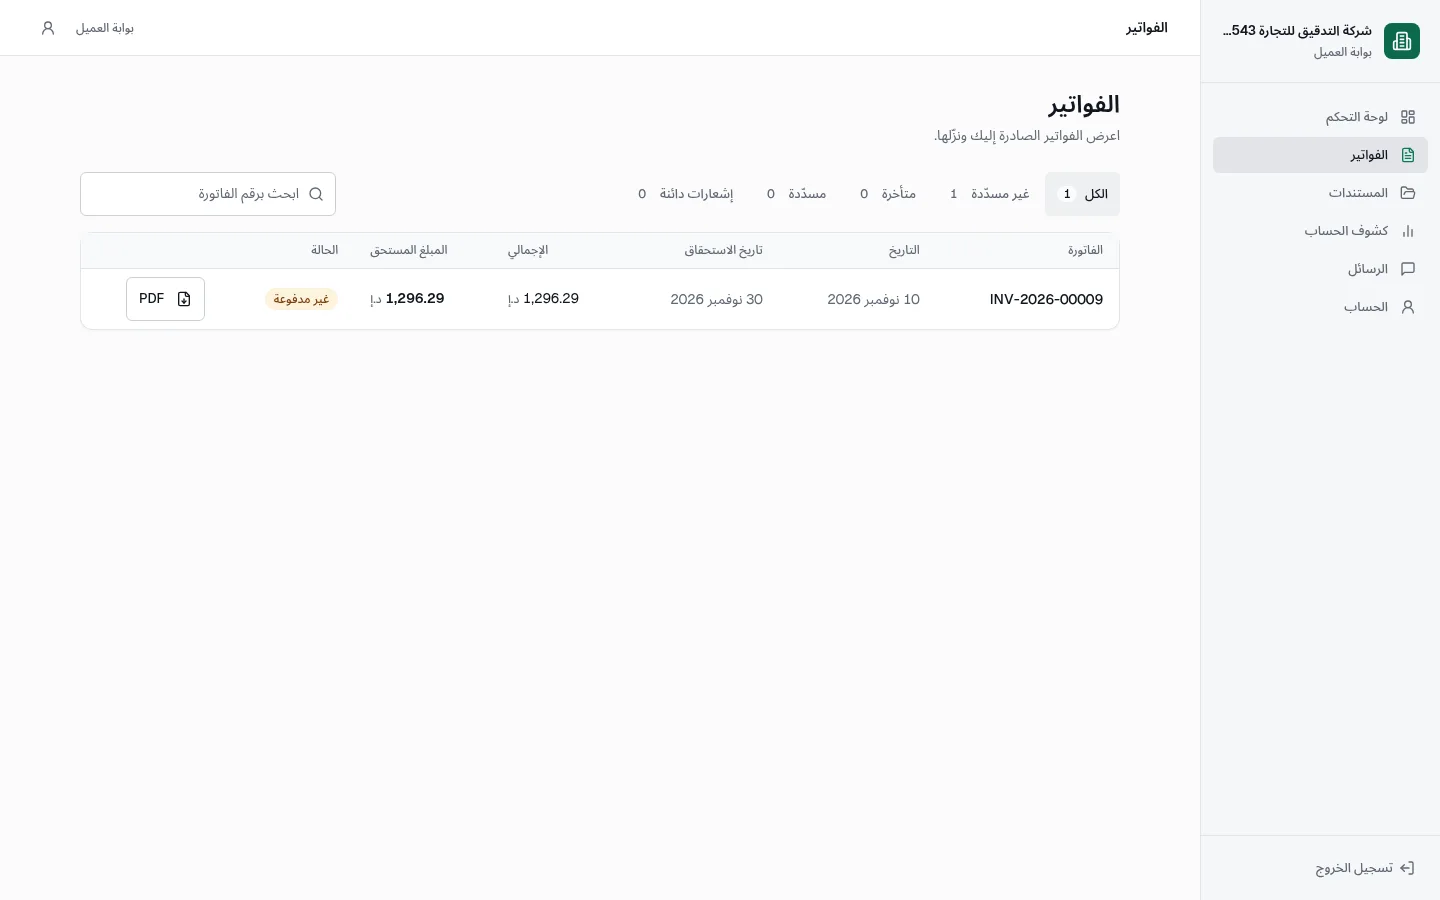 شركة التدقيق للتجارة 543...
بوابة العميل
لوحة التحكم
الفواتير
المستندات
كشوف الحساب
الرسائل
الحساب
تسجيل الخروج
الفواتير
بوابة العميل
الفواتير
اعرض الفواتير الصادرة إليك ونزّلها.
الكل 1 غير مسدّدة 1 متأخرة 0 مسدّدة 0 إشعارات دائنة 0
ابحث برقم الفاتورة
الفاتورة التاريخ تاريخ الاستحقاق الإجمالي المبلغ المستحق الحالة
INV-2026-00009 10 نوفمبر 2026 30 نوفمبر 2026 1,296.29 د.إ 1,296.29 د.إ غير مدفوعة PDF